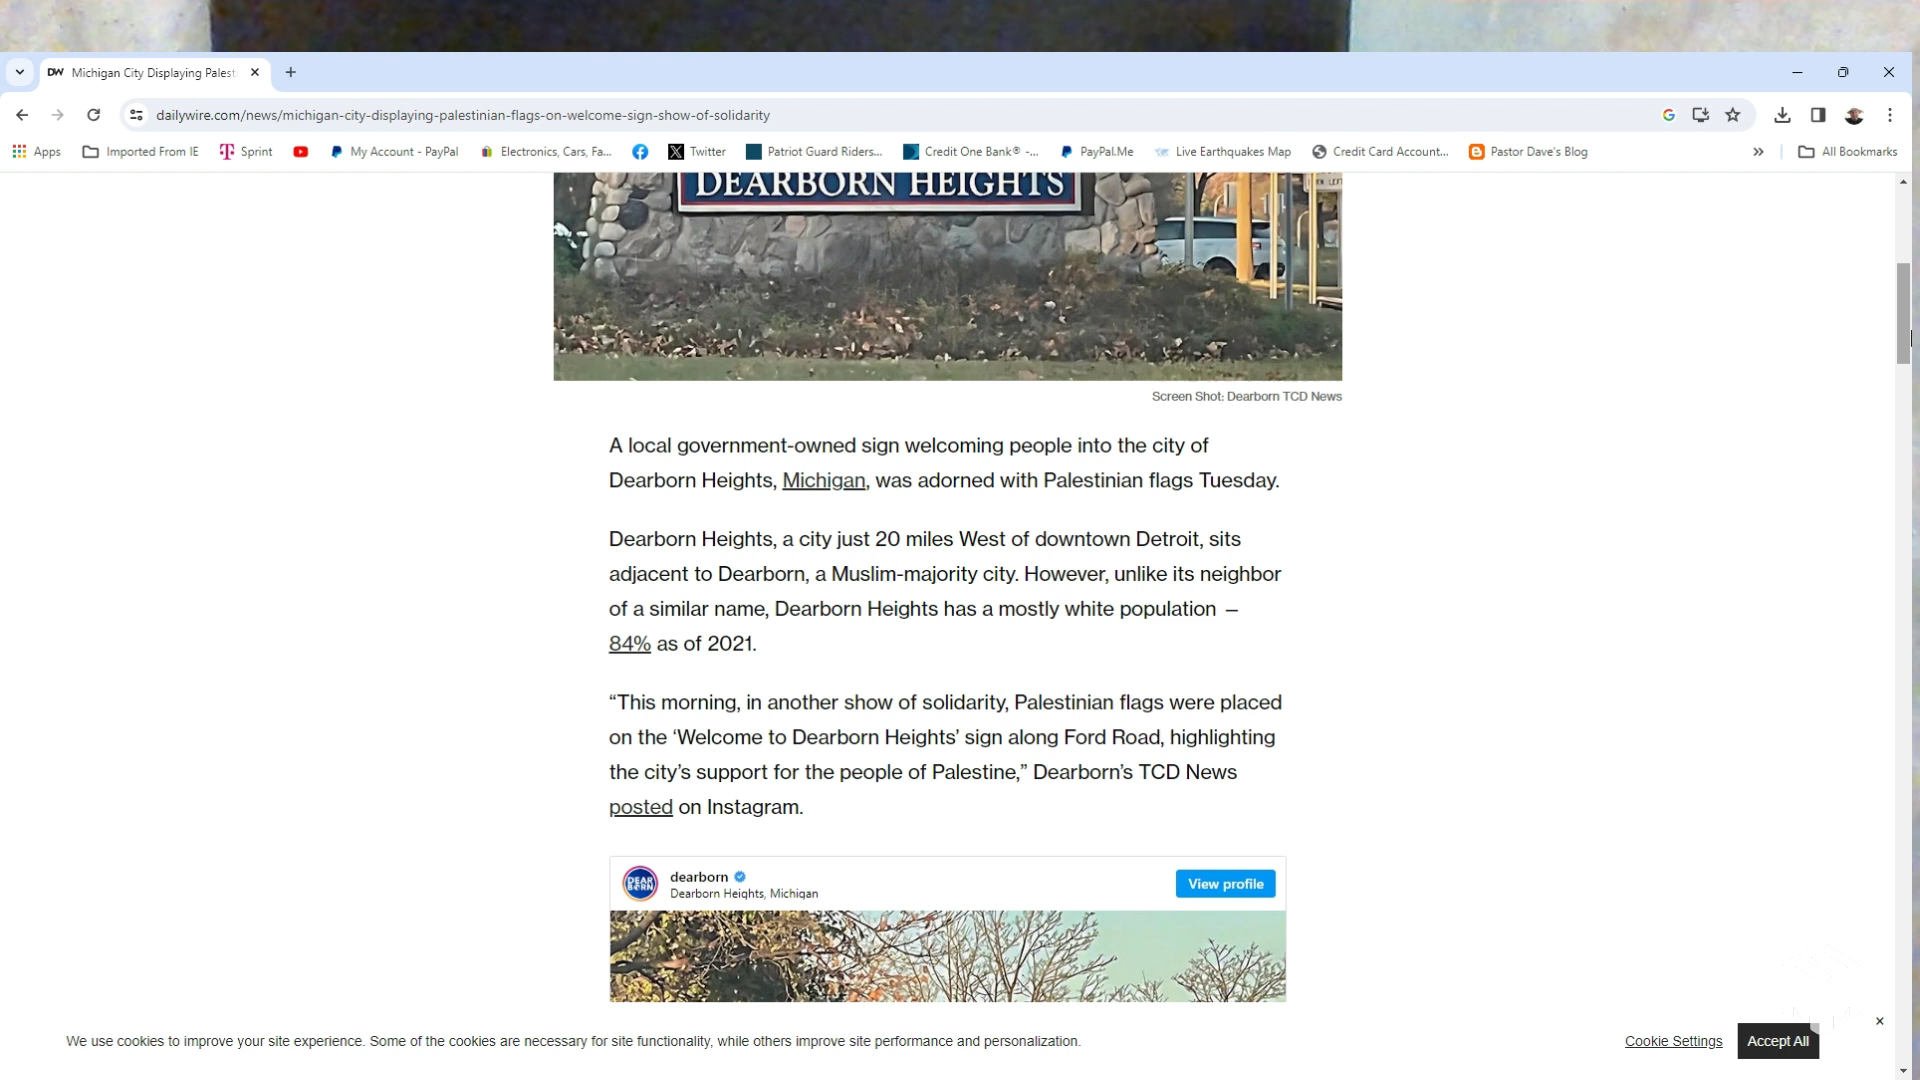 DW Michigan City Displaying Palest
dailywire.com/news/michigan-city-displaying-palestinian-flags-on-welcome-sign-show-of-solidarity
Apps Imported From IE Sprint My Account - PayPal Electronics, Cars, Fa... Twitter Patriot Guard Riders... Credit One Bank® -... PayPal.Me Live Earthquakes Map Credit Card Account... Pastor Dave's Blog » All Bookmarks
DEARBORN HEIGHTS
Screen Shot: Dearborn TCD News
A local government-owned sign welcoming people into the city of
Dearborn Heights, Michigan, was adorned with Palestinian flags Tuesday.
Dearborn Heights, a city just 20 miles West of downtown Detroit, sits
adjacent to Dearborn, a Muslim-majority city. However, unlike its neighbor
of a similar name, Dearborn Heights has a mostly white population —
84% as of 2021.
“This morning, in another show of solidarity, Palestinian flags were placed
on the ‘Welcome to Dearborn Heights’ sign along Ford Road, highlighting
the city’s support for the people of Palestine,” Dearborn’s TCD News
posted on Instagram.
DEAR
BORN
dearborn
Dearborn Heights, Michigan
View profile
We use cookies to improve your site experience. Some of the cookies are necessary for site functionality, while others improve site performance and personalization.
Cookie Settings Accept All